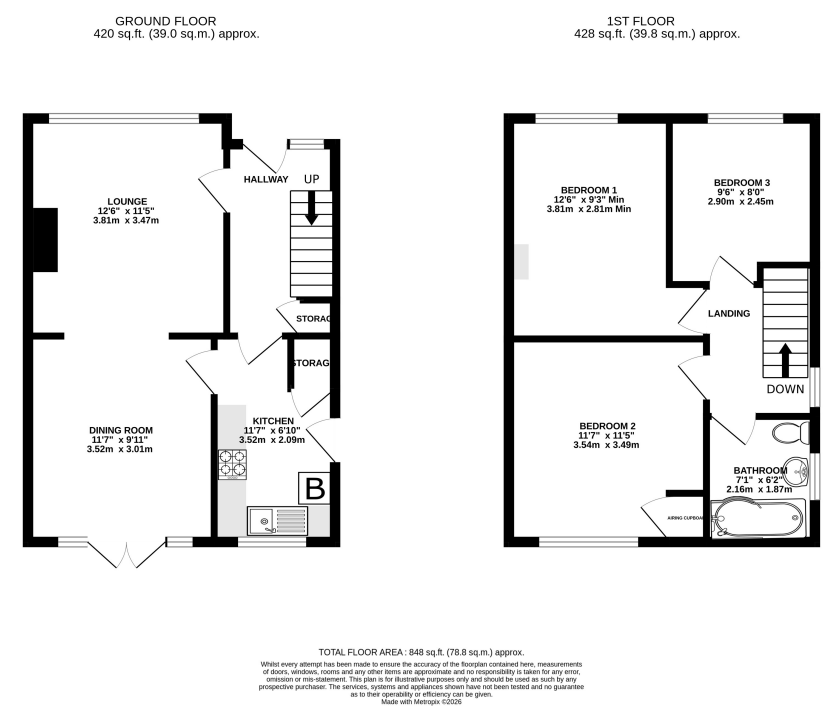 GROUND FLOOR
420 sq.ft. (39.0 sq.m.) approx.
1ST FLOOR
428 sq.ft. (39.8 sq.m.) approx.
LOUNGE
12'6" x 11'5"
3.81m x 3.47m
HALLWAY
UP
STORAG
STORAG
DINING ROOM
11'7" x 9'11"
3.52m x 3.01m
KITCHEN
11'7" x 6'10"
3.52m x 2.09m
B
BEDROOM 1
12'6" x 9'3" Min
3.81m x 2.81m Min
BEDROOM 3
9'6" x 8'0"
2.90m x 2.45m
LANDING
DOWN
BEDROOM 2
11'7" x 11'5"
3.54m x 3.49m
BATHROOM
7'1" x 6'2"
2.16m x 1.87m
AIRING CUPBOA
TOTAL FLOOR AREA : 848 sq.ft. (78.8 sq.m.) approx.
Whilst every attempt has been made to ensure the accuracy of the floorplan contained here, measurements
of doors, windows, rooms and any other items are approximate and no responsibility is taken for any error,
omission or mis-statement. This plan is for illustrative purposes only and should be used as such by any
prospective purchaser. The services, systems and appliances shown have not been tested and no guarantee
as to their operability or efficiency can be given.
Made with Metropix ©2026